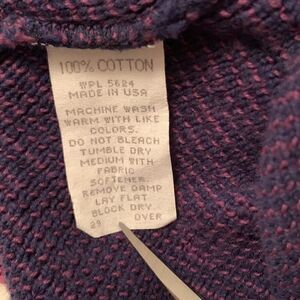 100% COTTON
WPL 5624
MADE IN USA
MACHINE WASH
WARM WITH LIKE
COLORS.
DO NOT BLEACH
TUMBLE DRY
MEDIUM WITH
FABRIC
SOFTENER.
REMOVE DAMP
LAY FLAT
BLOCK DRY
29 OVER